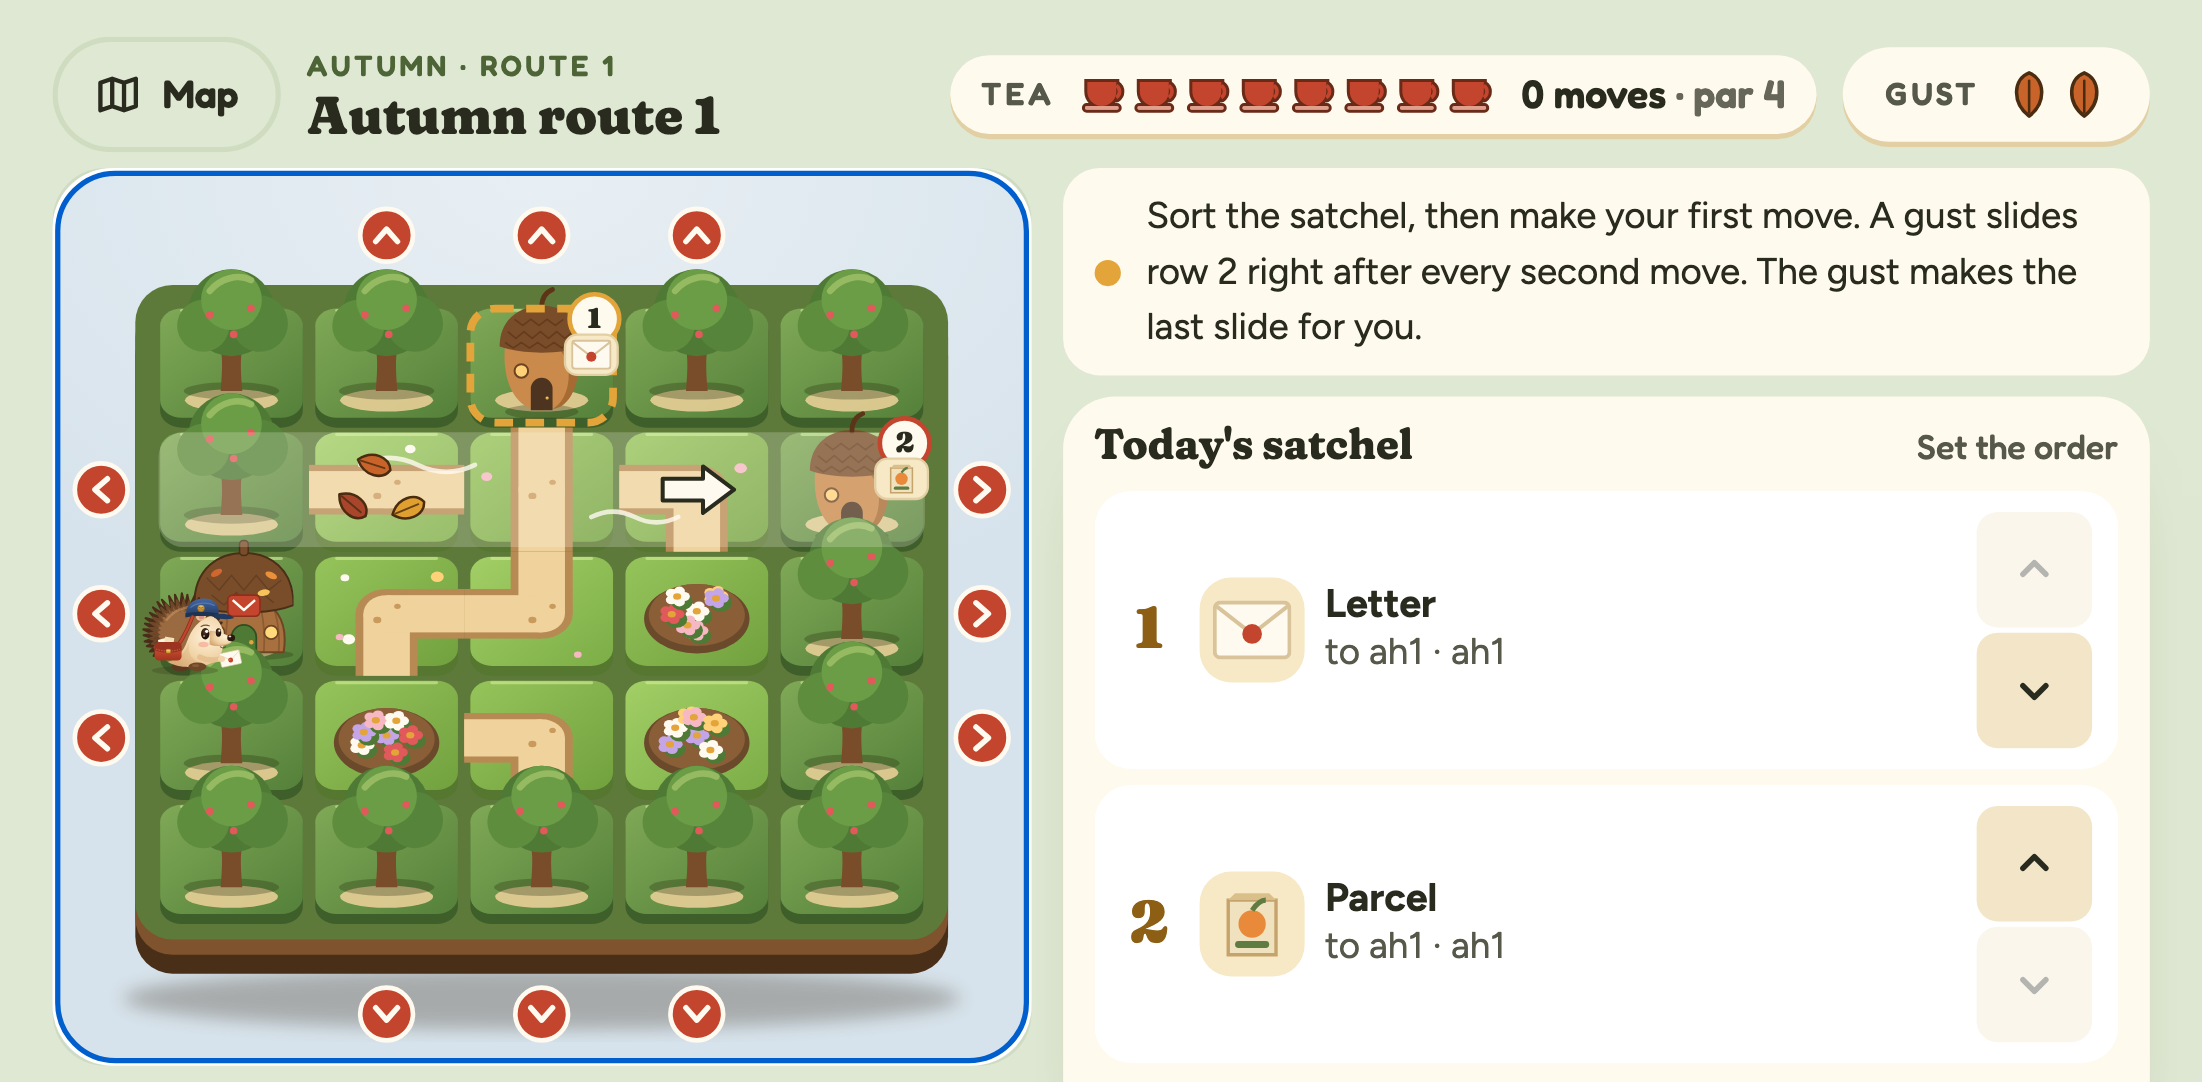 Map
AUTUMN · ROUTE 1
Autumn route 1
TEA
0 moves · par 4
GUST
1
2
Sort the satchel, then make your first move. A gust slides
row 2 right after every second move. The gust makes the
last slide for you.
Today's satchel
Set the order
1
Letter
to ah1 · ah1
2
Parcel
to ah1 · ah1